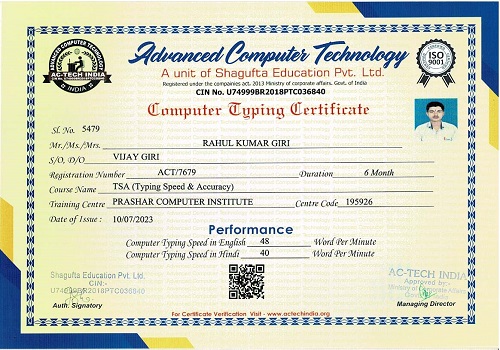 Advanced Computer Technology
A unit of Shagufta Education Pvt. Ltd.
Registered under the companies act, 2013 Ministry of corporate affairs. Govt. of India
CIN No. U74999BR2018PTC036840
ADVANCED COMPUTER TECHNOLOGY
AC-TECH INDIA
INDIA
ISO
9001
Computer Typing Certificate
Sl. No. 5479
Mr./Ms./Mrs. RAHUL KUMAR GIRI
S/O, D/O VIJAY GIRI
Registration Number ACT/7679 Duration 6 Month
Course Name TSA (Typing Speed & Accuracy)
Training Centre PRASHAR COMPUTER INSTITUTE Centre Code 195926
Date of Issue : 10/07/2023
Performance
Computer Typing Speed in English 48 Word Per Minute
Computer Typing Speed in Hindi 40 Word Per Minute
Shagufta Education Pvt. Ltd.
CIN:-
U74999BR2018PTC036840
Auth. Signatory
AC-TECH INDIA
Approved by:-
Ministry of Corporate Affairs
Managing Director
For Certificate Verification Visit - www.actechindia.org